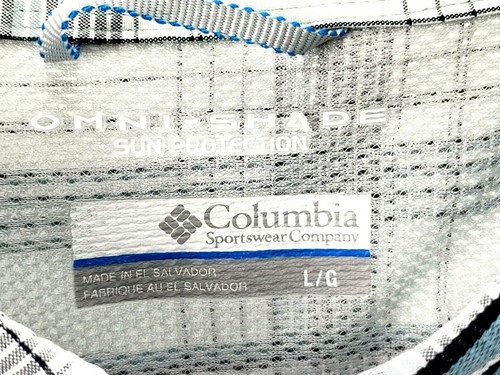 OMNI-SHADE
SUN PROTECTION
Columbia
Sportswear Company
MADE IN EL SALVADOR
FABRIQUE AU EL SALVADOR
L/G